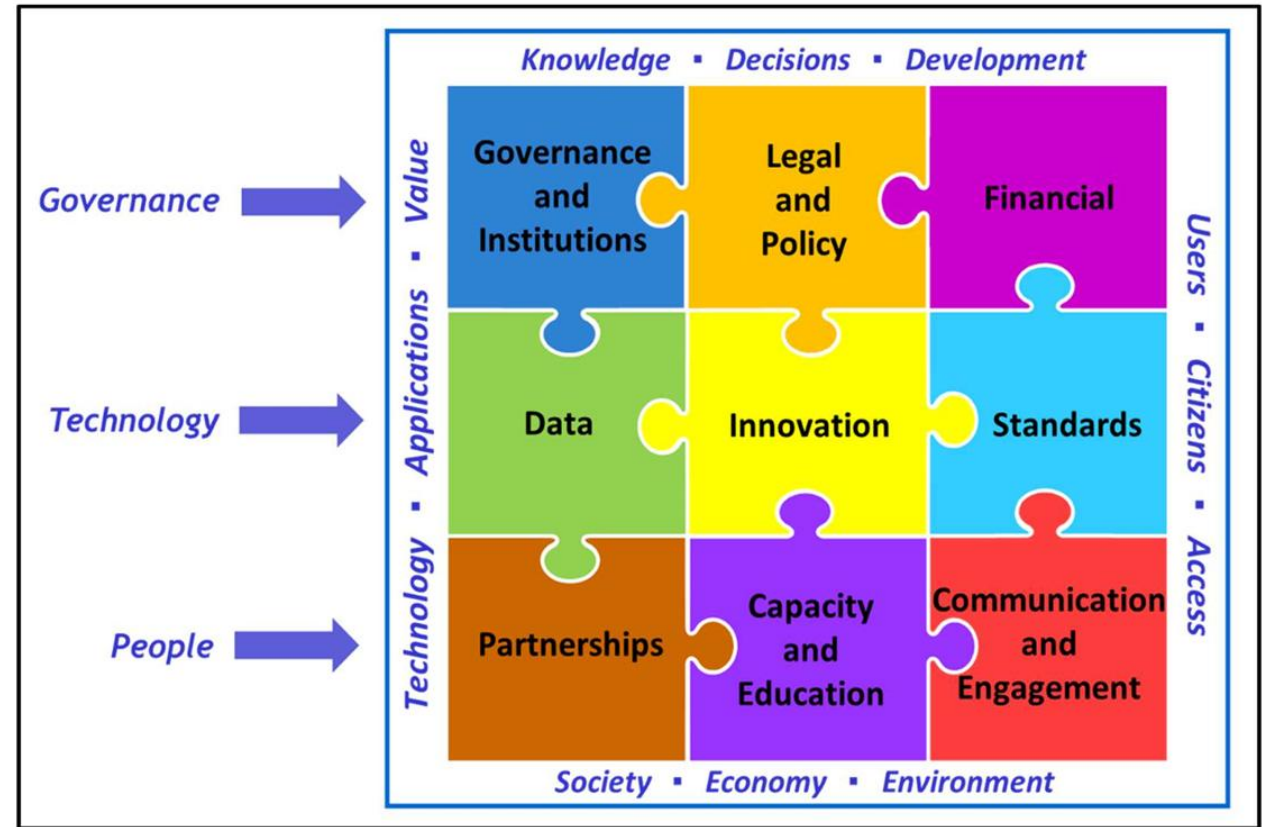 Knowledge ▪ Decisions ▪ Development
Governance
Technology
People
Technology ▪ Applications ▪ Value
Governance
and
Institutions
Legal
and
Policy
Financial
Data
Innovation
Standards
Partnerships
Capacity
and
Education
Communication
and
Engagement
Users ▪ Citizens ▪ Access
Society ▪ Economy ▪ Environment